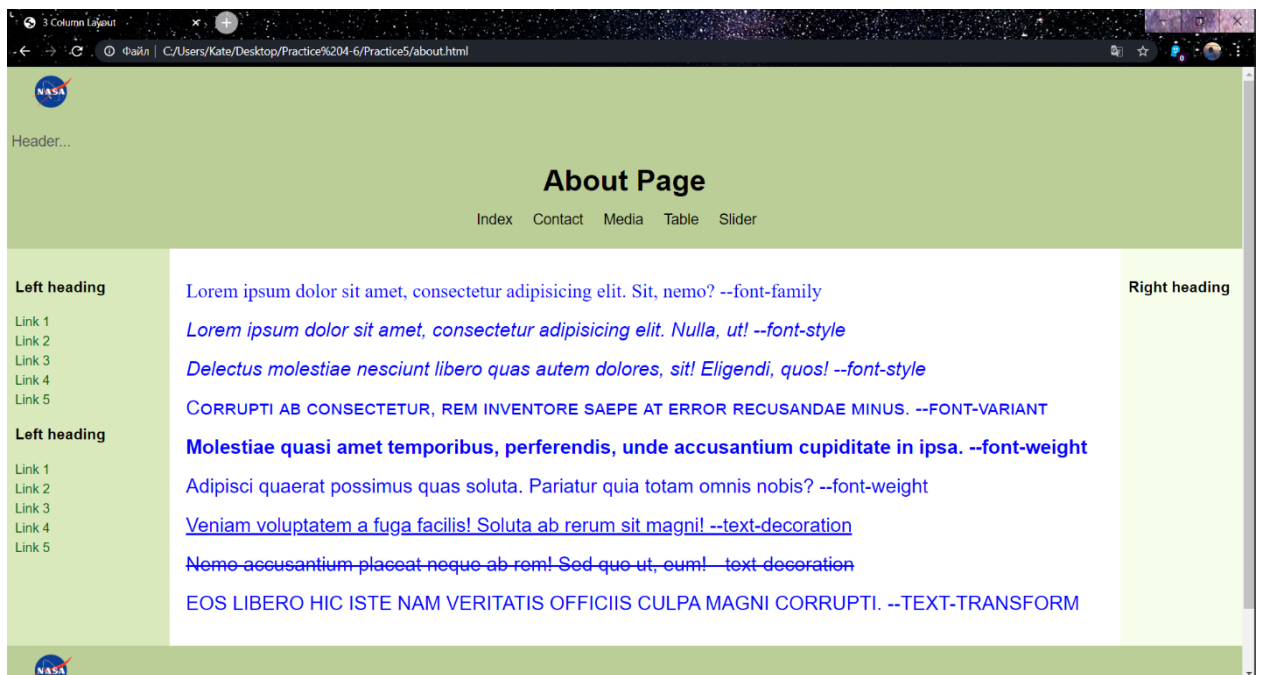 3 Column Layout
Файл | C:/Users/Kate/Desktop/Practice%204-6/Practice5/about.html
0
NASA
Header...
About Page
Index Contact Media Table Slider
Left heading
Link 1
Link 2
Link 3
Link 4
Link 5
Left heading
Link 1
Link 2
Link 3
Link 4
Link 5
Lorem ipsum dolor sit amet, consectetur adipisicing elit. Sit, nemo? --font-family
Lorem ipsum dolor sit amet, consectetur adipisicing elit. Nulla, ut! --font-style
Delectus molestiae nesciunt libero quas autem dolores, sit! Eligendi, quos! --font-style
CORRUPTI AB CONSECTETUR, REM INVENTORE SAEPE AT ERROR RECUSANDAE MINUS. --FONT-VARIANT
Molestiae quasi amet temporibus, perferendis, unde accusantium cupiditate in ipsa. --font-weight
Adipisci quaerat possimus quas soluta. Pariatur quia totam omnis nobis? --font-weight
Veniam voluptatem a fuga facilis! Soluta ab rerum sit magni! --text-decoration
Nemo accusantium placeat neque ab rem! Sed quo ut, eum! --text-decoration
EOS LIBERO HIC ISTE NAM VERITATIS OFFICIIS CULPA MAGNI CORRUPTI. --TEXT-TRANSFORM
Right heading
NASA